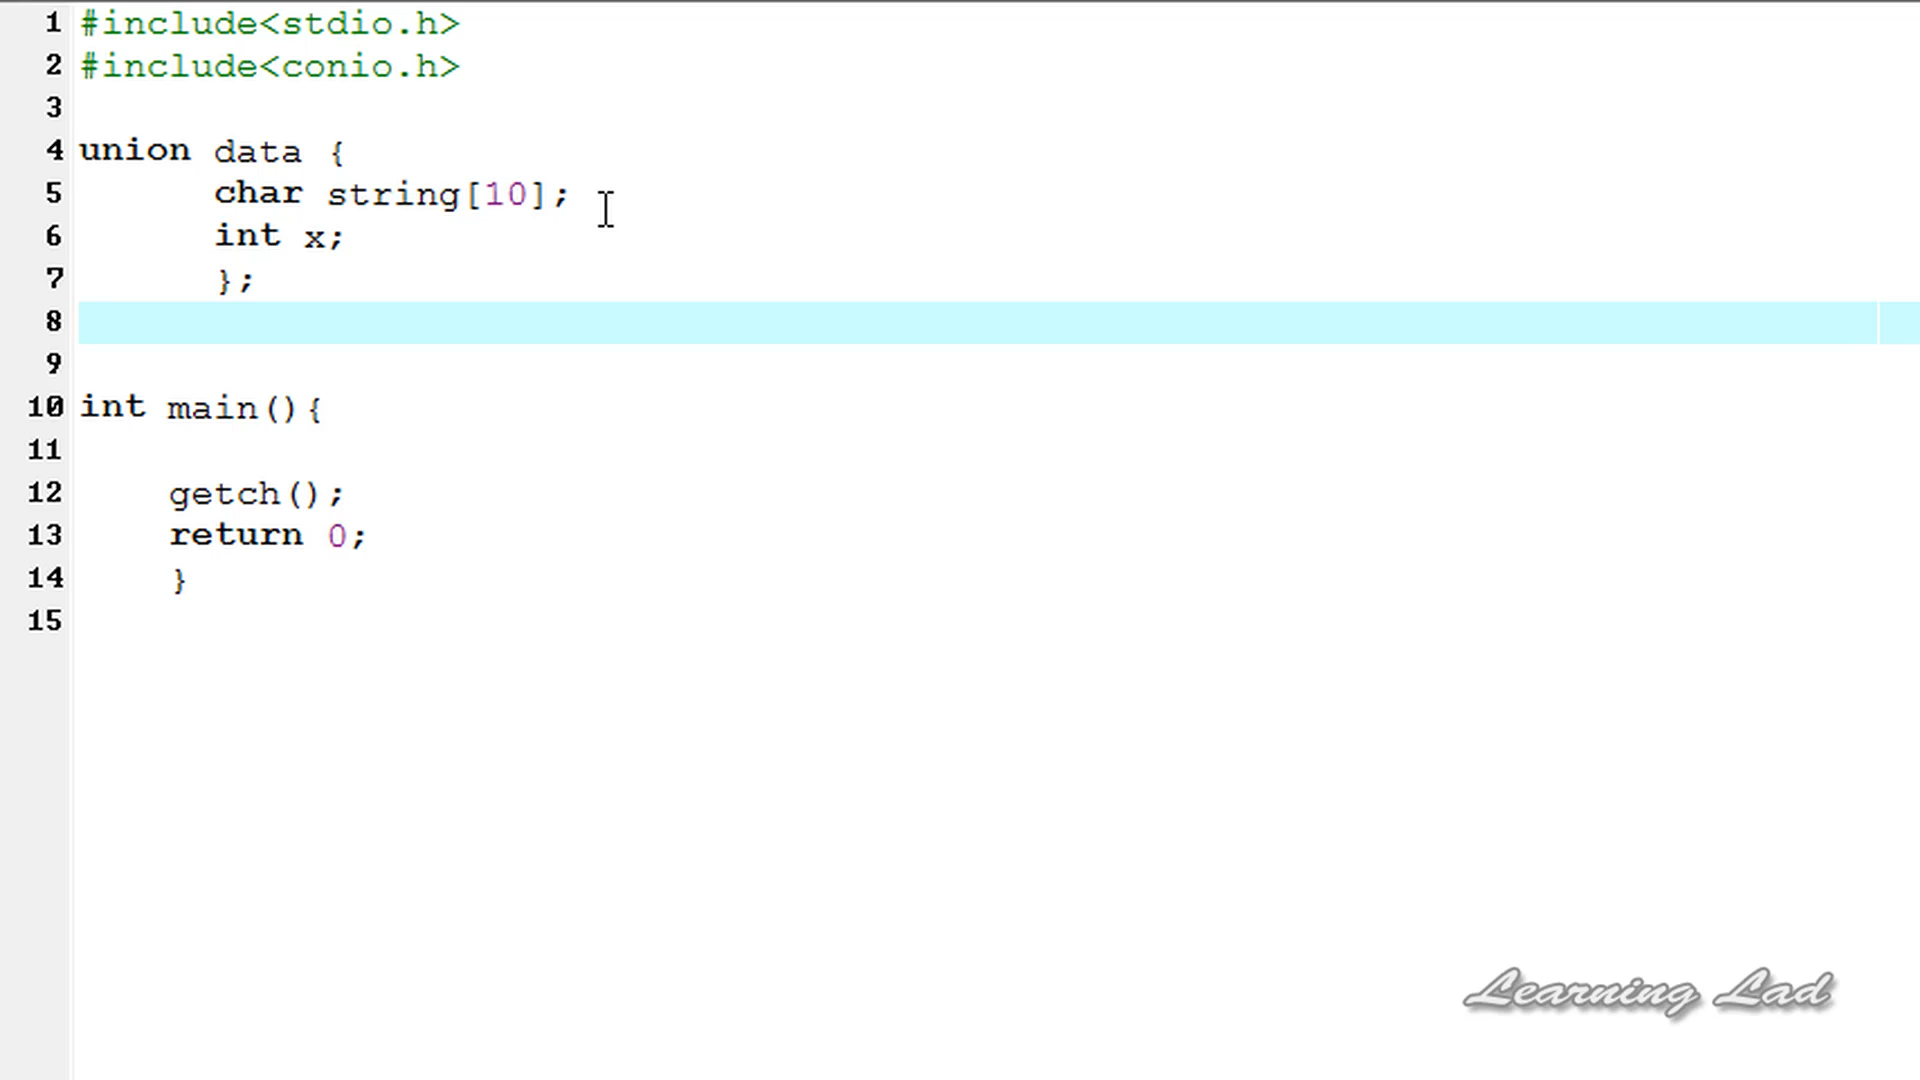 1 #include<stdio.h>
2 #include<conio.h>
3
4 union data {
5 char string[10];
6 int x;
7 };
8
9
10 int main(){
11
12 getch();
13 return 0;
14 }
15
Learning Lad